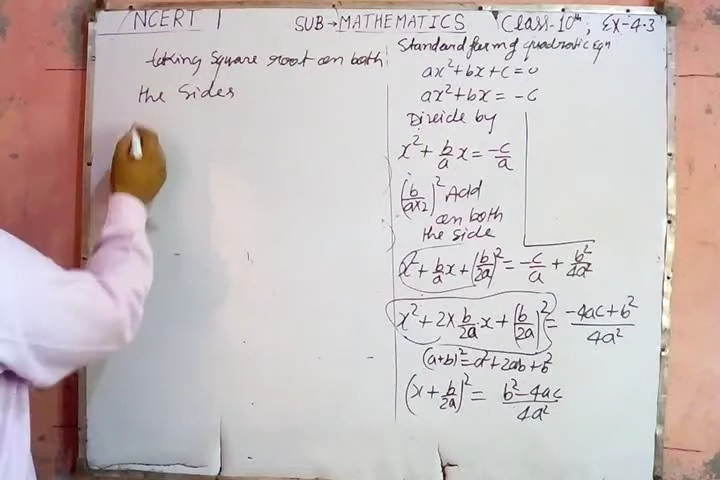 NCERT
SUB→MATHEMATICS
Class-10th, EX-4.3
taking Square root on both
the Sides
Standard form of quadratic Eqn
ax²+bx+c=0
ax²+bx = -c
Divide by
x² + b/a x = -c/a
(b/a×2)² Add
on both
the side
x² + b/a x + (b/2a)² = -c/a + b²/4a²
x² + 2×b/2a·x + (b/2a)² = -4ac+b²/4a²
(a+b)² = a²+2ab+b²
(x + b/2a)² = b²-4ac/4a²